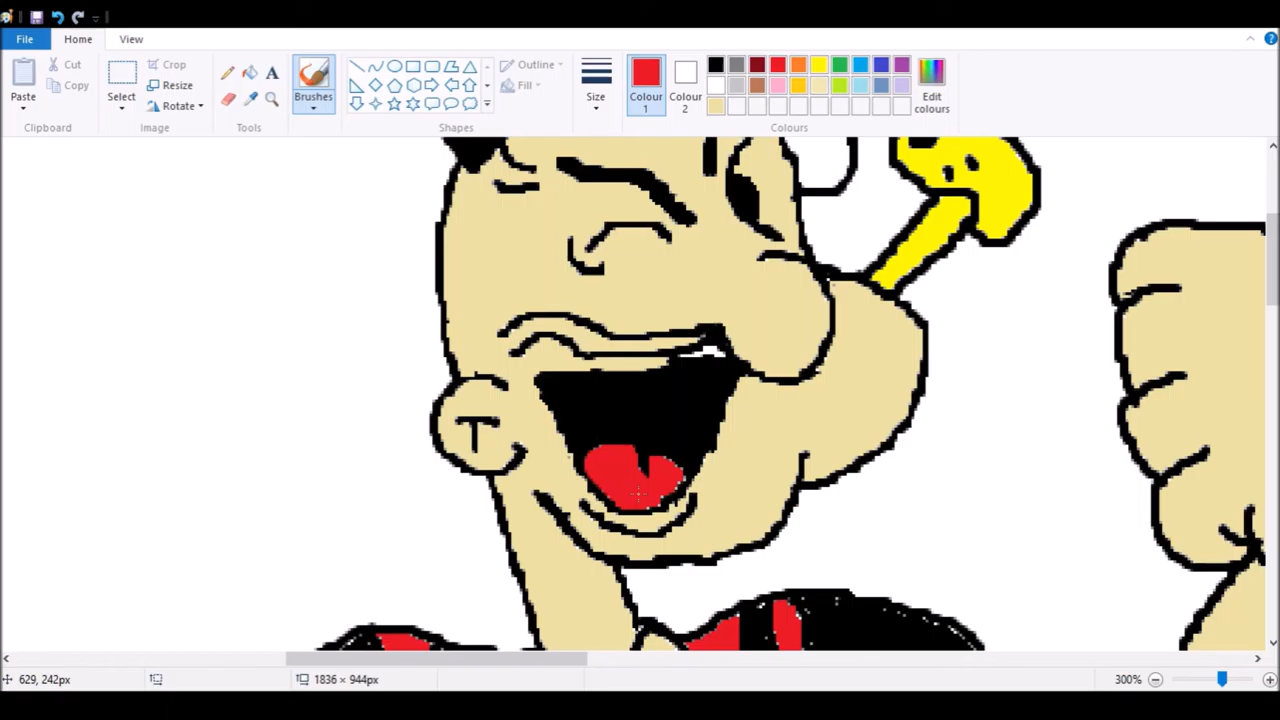 File Home View
Paste
Cut
Copy
Clipboard
Select
Crop
Resize
Rotate
Image
A
Tools
Brushes
Outline
Fill
Shapes
Size
Colour 1
Colour 2
Edit colours
Colours
629, 242px
1836 × 944px
300%